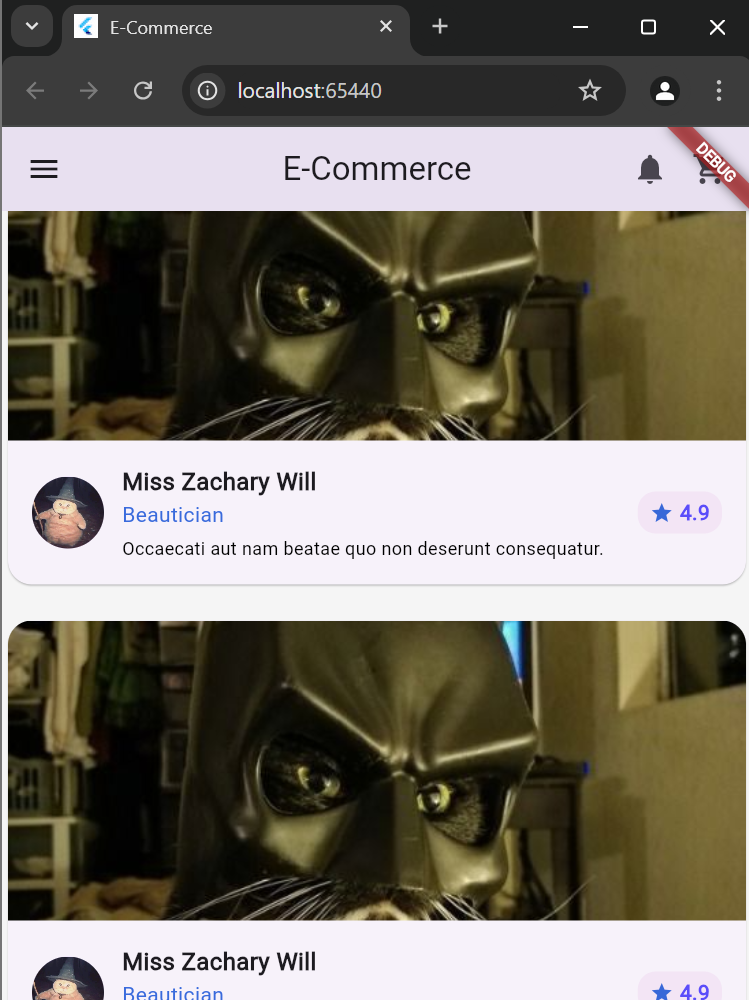 E-Commerce
localhost:65440
E-Commerce
DEBUG
Miss Zachary Will
Beautician
4.9
Occaecati aut nam beatae quo non deserunt consequatur.
Miss Zachary Will
Beautician
4.9